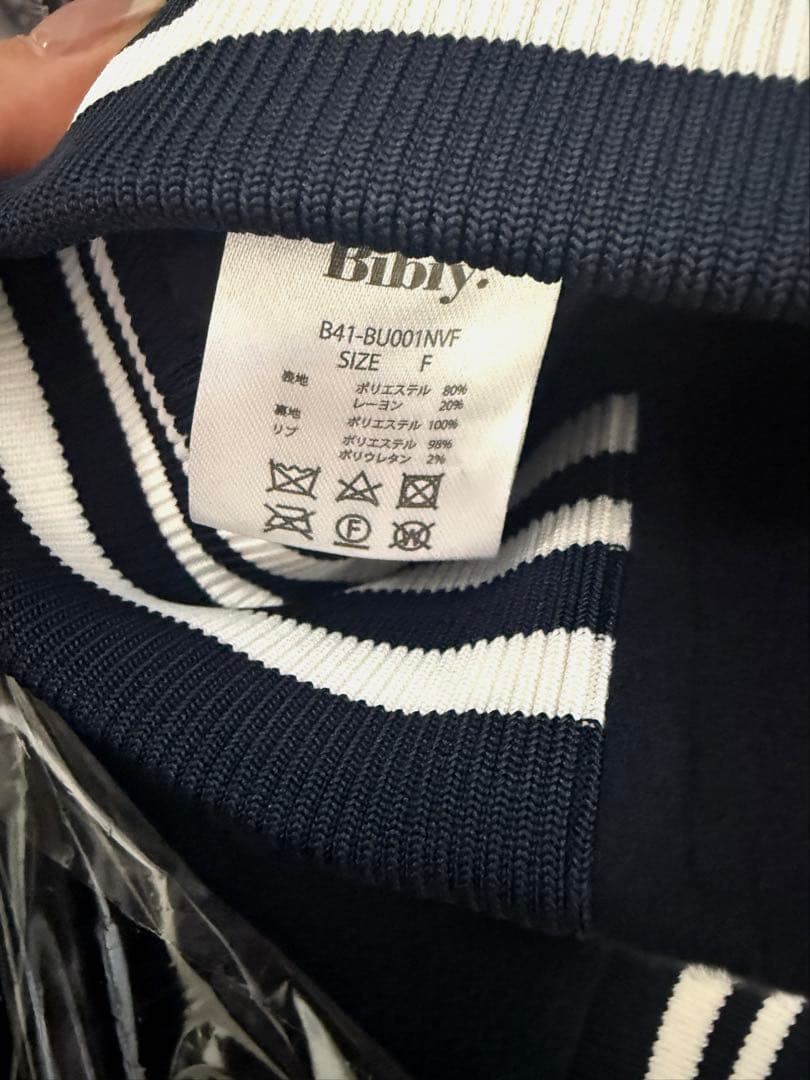 Bibly.
B41-BU001NVF
SIZE F
表地 ポリエステル 80%
レーヨン 20%
裏地 ポリエステル 100%
リブ ポリエステル 98%
ポリウレタン 2%
F W